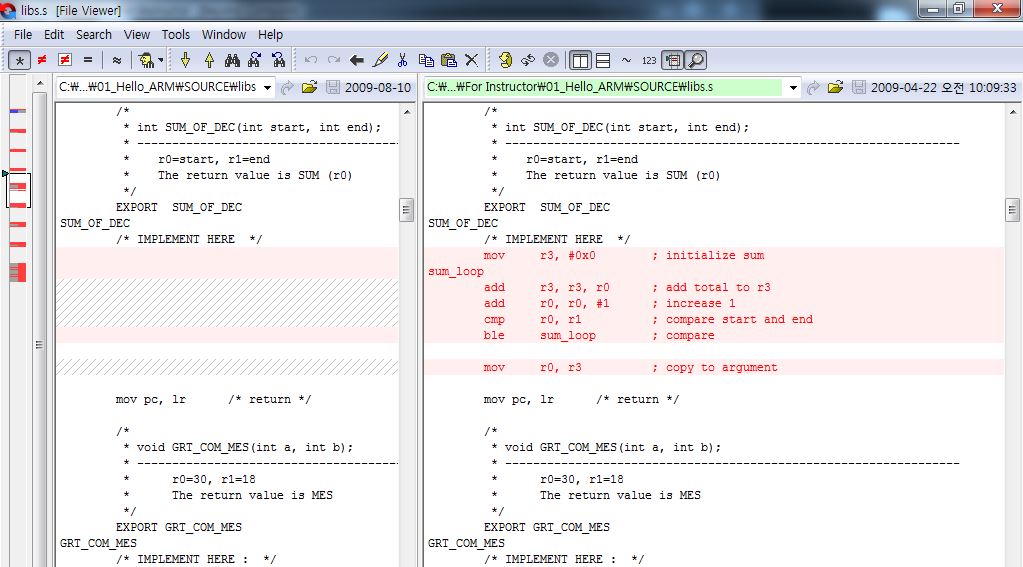 libs.s  [File Viewer]
File  Edit  Search  View  Tools  Window  Help
123
C:₩...₩01_Hello_ARM₩SOURCE₩libs  2009-08-10
/*
 * int SUM_OF_DEC(int start, int end);
 * -------------------------------------
 *    r0=start, r1=end
 *    The return value is SUM (r0)
 */
EXPORT  SUM_OF_DEC
SUM_OF_DEC
/* IMPLEMENT HERE  */
mov pc, lr      /* return */
/*
 * void GRT_COM_MES(int a, int b);
 * -------------------------------------
 *      r0=30, r1=18
 *      The return value is MES
 */
EXPORT GRT_COM_MES
GRT_COM_MES
/* IMPLEMENT HERE :  */
C:₩...₩For Instructor₩01_Hello_ARM₩SOURCE₩libs.s  2009-04-22 오전 10:09:33
/*
 * int SUM_OF_DEC(int start, int end);
 * -----------------------------------------------------------------
 *    r0=start, r1=end
 *    The return value is SUM (r0)
 */
EXPORT  SUM_OF_DEC
SUM_OF_DEC
/* IMPLEMENT HERE  */
mov     r3, #0x0        ; initialize sum
sum_loop
add     r3, r3, r0      ; add total to r3
add     r0, r0, #1      ; increase 1
cmp     r0, r1          ; compare start and end
ble     sum_loop        ; compare
mov     r0, r3          ; copy to argument
mov pc, lr      /* return */
/*
 * void GRT_COM_MES(int a, int b);
 * -----------------------------------------------------------------
 *      r0=30, r1=18
 *      The return value is MES
 */
EXPORT GRT_COM_MES
GRT_COM_MES
/* IMPLEMENT HERE :  */